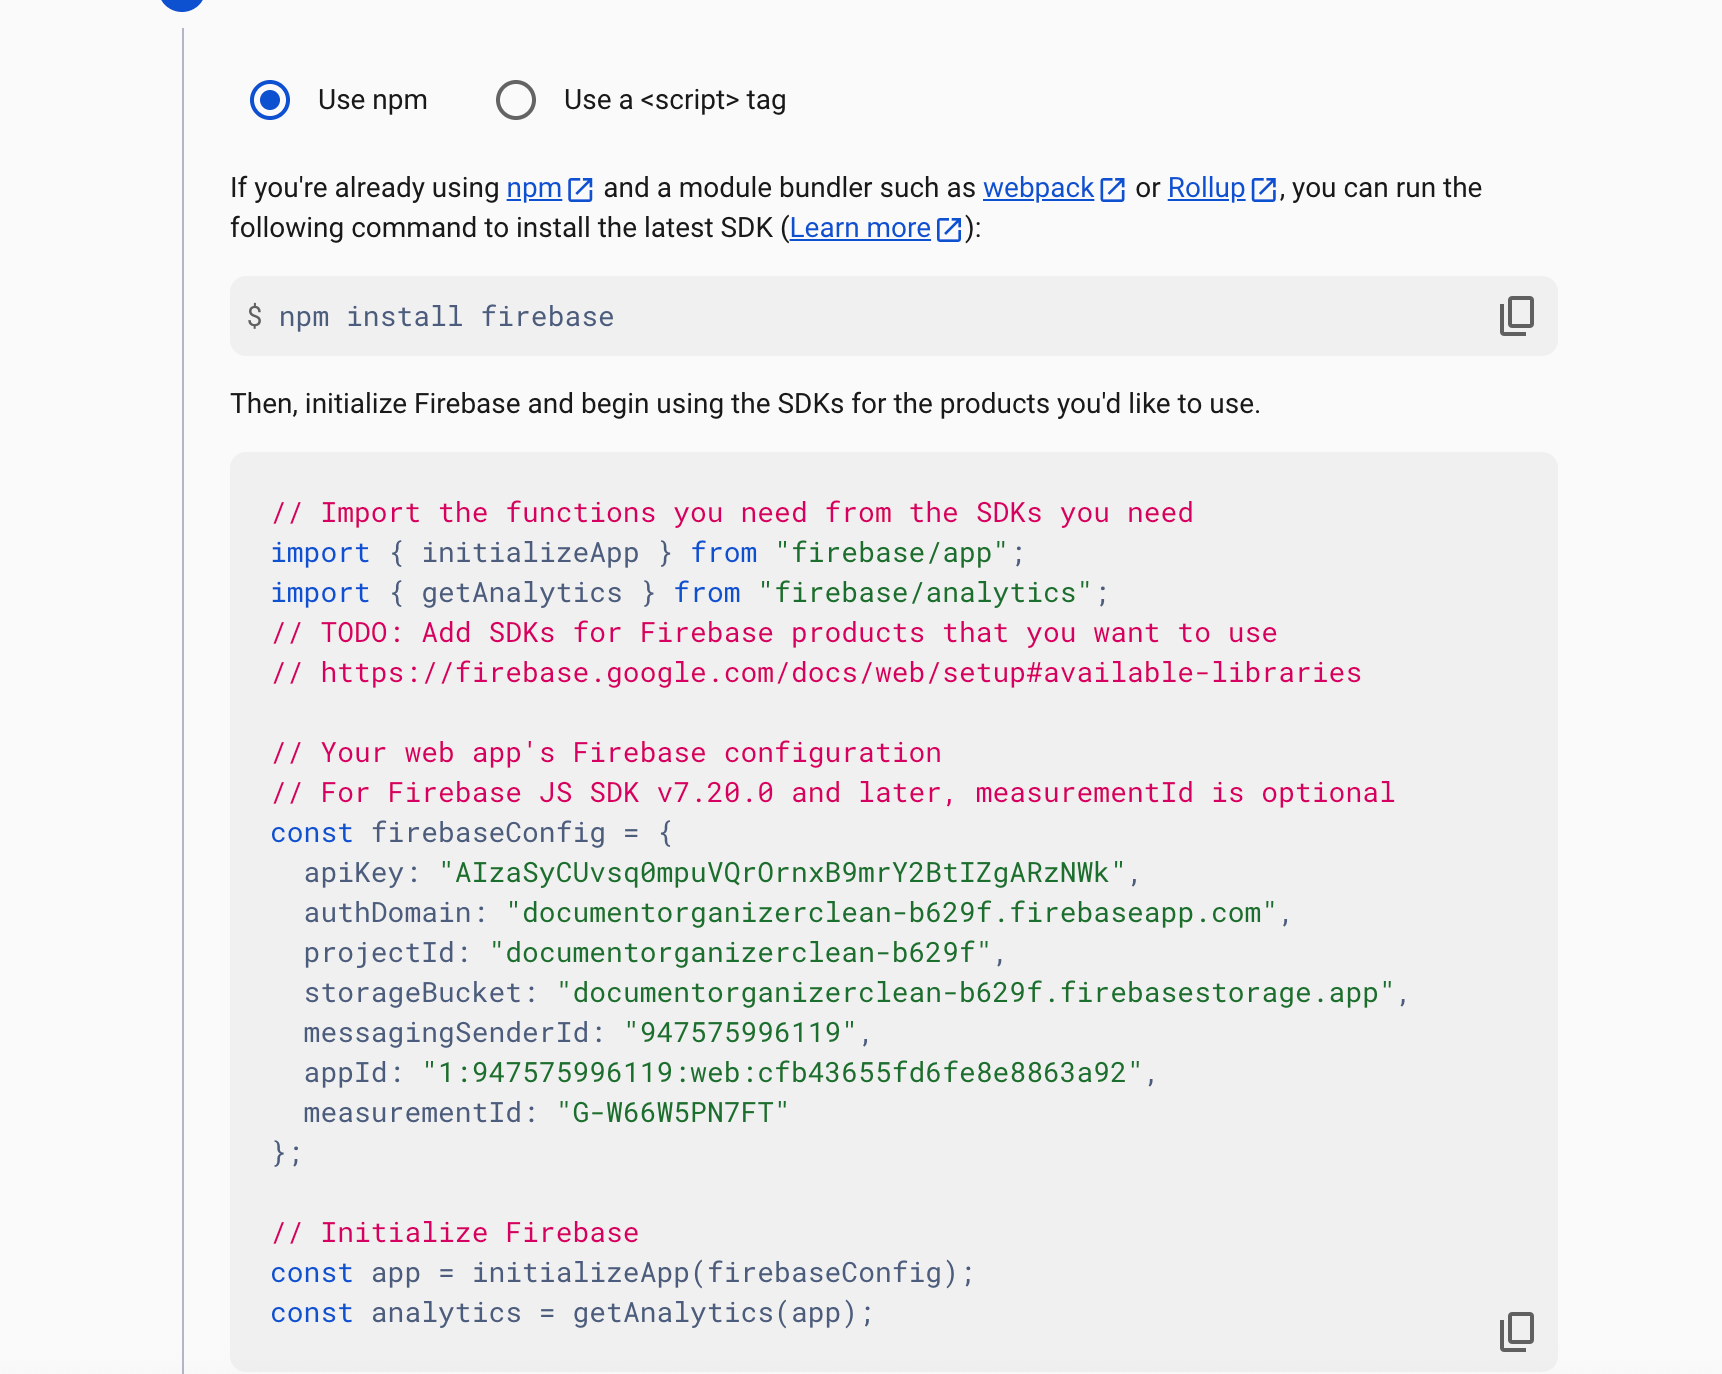 Use npm Use a <script> tag
If you're already using npm and a module bundler such as webpack or Rollup, you can run the
following command to install the latest SDK (Learn more):
$ npm install firebase
Then, initialize Firebase and begin using the SDKs for the products you'd like to use.
// Import the functions you need from the SDKs you need
import { initializeApp } from "firebase/app";
import { getAnalytics } from "firebase/analytics";
// TODO: Add SDKs for Firebase products that you want to use
// https://firebase.google.com/docs/web/setup#available-libraries
// Your web app's Firebase configuration
// For Firebase JS SDK v7.20.0 and later, measurementId is optional
const firebaseConfig = {
  apiKey: "AIzaSyCUvsq0mpuVQrOrnxB9mrY2BtIZgARzNWk",
  authDomain: "documentorganizerclean-b629f.firebaseapp.com",
  projectId: "documentorganizerclean-b629f",
  storageBucket: "documentorganizerclean-b629f.firebasestorage.app",
  messagingSenderId: "947575996119",
  appId: "1:947575996119:web:cfb43655fd6fe8e8863a92",
  measurementId: "G-W66W5PN7FT"
};
// Initialize Firebase
const app = initializeApp(firebaseConfig);
const analytics = getAnalytics(app);